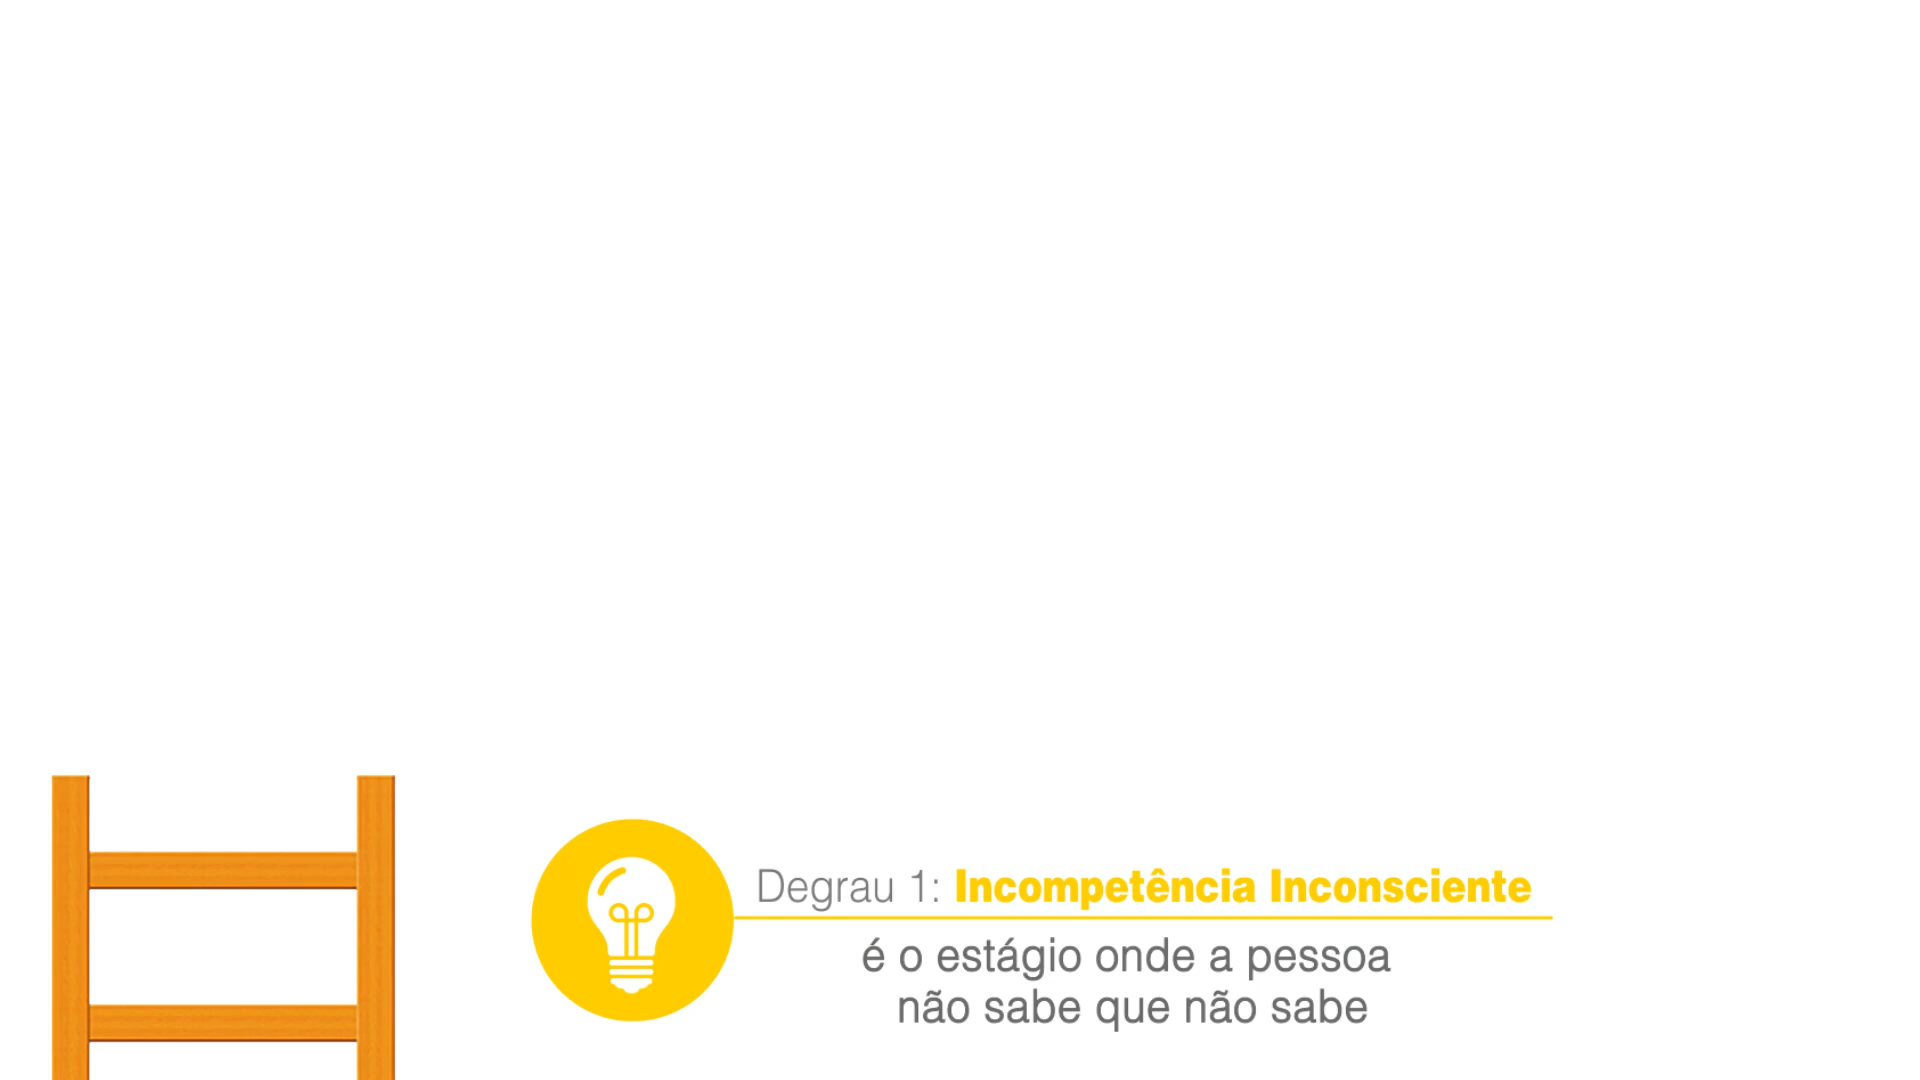 Degrau 1: Incompetência Inconsciente
é o estágio onde a pessoa
não sabe que não sabe